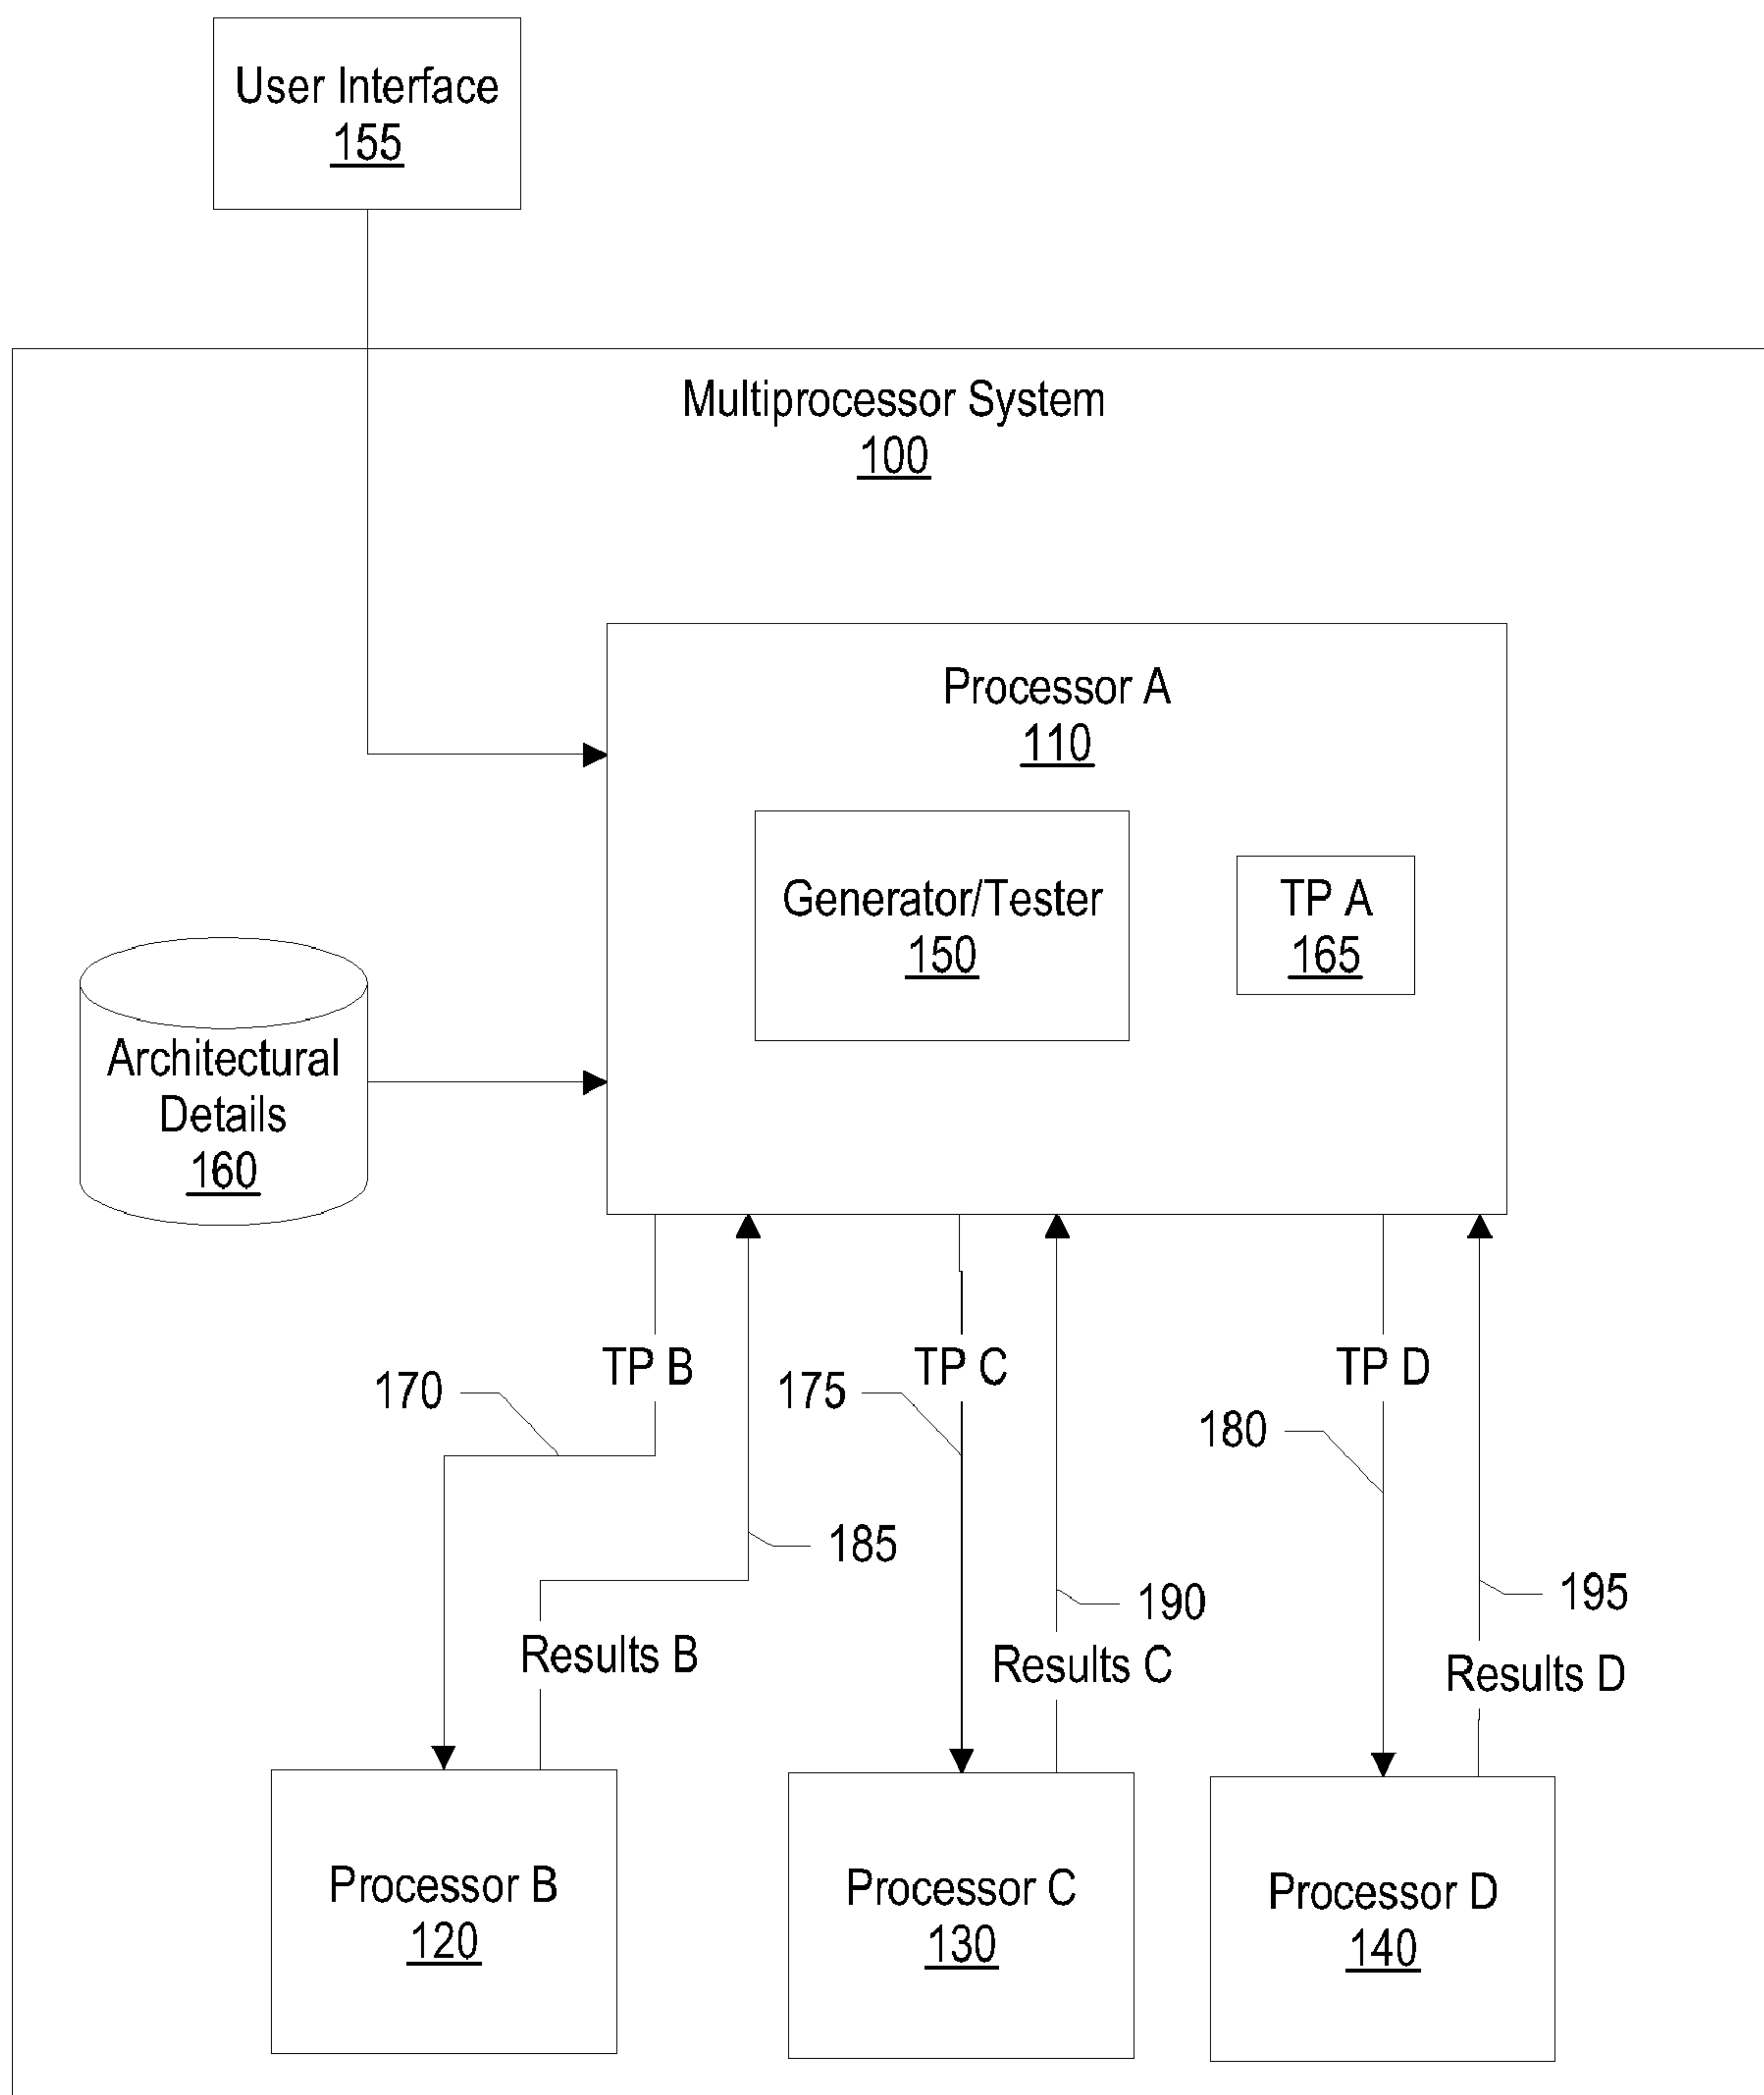 User Interface
155
Multiprocessor System
100
Processor A
110
Generator/Tester
150
TP A
165
Architectural
Details
160
TP B
TP C
TP D
170
175
180
185
190
195
Results B
Results C
Results D
Processor B
120
Processor C
130
Processor D
140